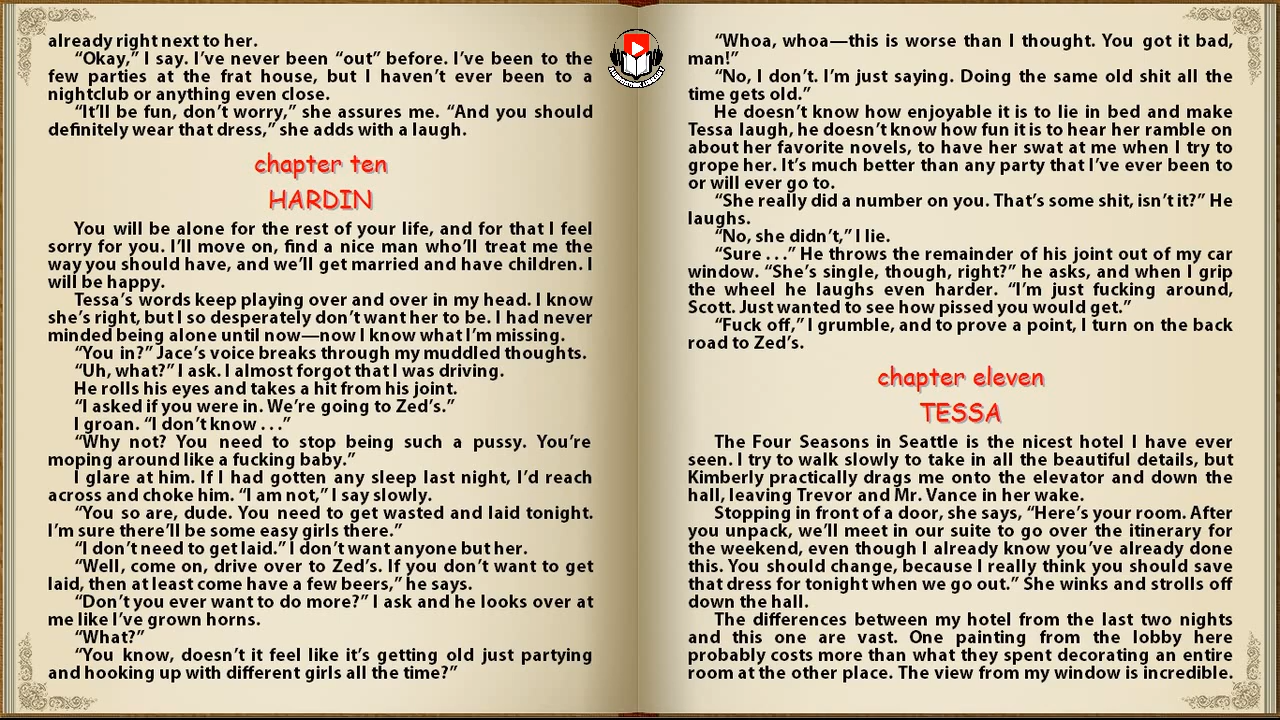 already right next to her.
“Okay,” I say. I’ve never been “out” before. I’ve been to the
few parties at the frat house, but I haven’t ever been to a
nightclub or anything even close.
“It’ll be fun, don’t worry,” she assures me. “And you should
definitely wear that dress,” she adds with a laugh.
chapter ten
HARDIN
You will be alone for the rest of your life, and for that I feel
sorry for you. I’ll move on, find a nice man who’ll treat me the
way you should have, and we’ll get married and have children. I
will be happy.
Tessa’s words keep playing over and over in my head. I know
she’s right, but I so desperately don’t want her to be. I had never
minded being alone until now—now I know what I’m missing.
“You in?” Jace’s voice breaks through my muddled thoughts.
“Uh, what?” I ask. I almost forgot that I was driving.
He rolls his eyes and takes a hit from his joint.
“I asked if you were in. We’re going to Zed’s.”
I groan. “I don’t know . . .”
“Why not? You need to stop being such a pussy. You’re
moping around like a fucking baby.”
I glare at him. If I had gotten any sleep last night, I’d reach
across and choke him. “I am not,” I say slowly.
“You so are, dude. You need to get wasted and laid tonight.
I’m sure there’ll be some easy girls there.”
“I don’t need to get laid.” I don’t want anyone but her.
“Well, come on, drive over to Zed’s. If you don’t want to get
laid, then at least come have a few beers,” he says.
“Don’t you ever want to do more?” I ask and he looks over at
me like I’ve grown horns.
“What?”
“You know, doesn’t it feel like it’s getting old just partying
and hooking up with different girls all the time?”
“Whoa, whoa—this is worse than I thought. You got it bad,
man!”
“No, I don’t. I’m just saying. Doing the same old shit all the
time gets old.”
He doesn’t know how enjoyable it is to lie in bed and make
Tessa laugh, he doesn’t know how fun it is to hear her ramble on
about her favorite novels, to have her swat at me when I try to
grope her. It’s much better than any party that I’ve ever been to
or will ever go to.
“She really did a number on you. That’s some shit, isn’t it?” He
laughs.
“No, she didn’t,” I lie.
“Sure . . .” He throws the remainder of his joint out of my car
window. “She’s single, though, right?” he asks, and when I grip
the wheel he laughs even harder. “I’m just fucking around,
Scott. Just wanted to see how pissed you would get.”
“Fuck off,” I grumble, and to prove a point, I turn on the back
road to Zed’s.
chapter eleven
TESSA
The Four Seasons in Seattle is the nicest hotel I have ever
seen. I try to walk slowly to take in all the beautiful details, but
Kimberly practically drags me onto the elevator and down the
hall, leaving Trevor and Mr. Vance in her wake.
Stopping in front of a door, she says, “Here’s your room. After
you unpack, we’ll meet in our suite to go over the itinerary for
the weekend, even though I already know you’ve already done
this. You should change, because I really think you should save
that dress for tonight when we go out.” She winks and strolls off
down the hall.
The differences between my hotel from the last two nights
and this one are vast. One painting from the lobby here
probably costs more than what they spent decorating an entire
room at the other place. The view from my window is incredible.